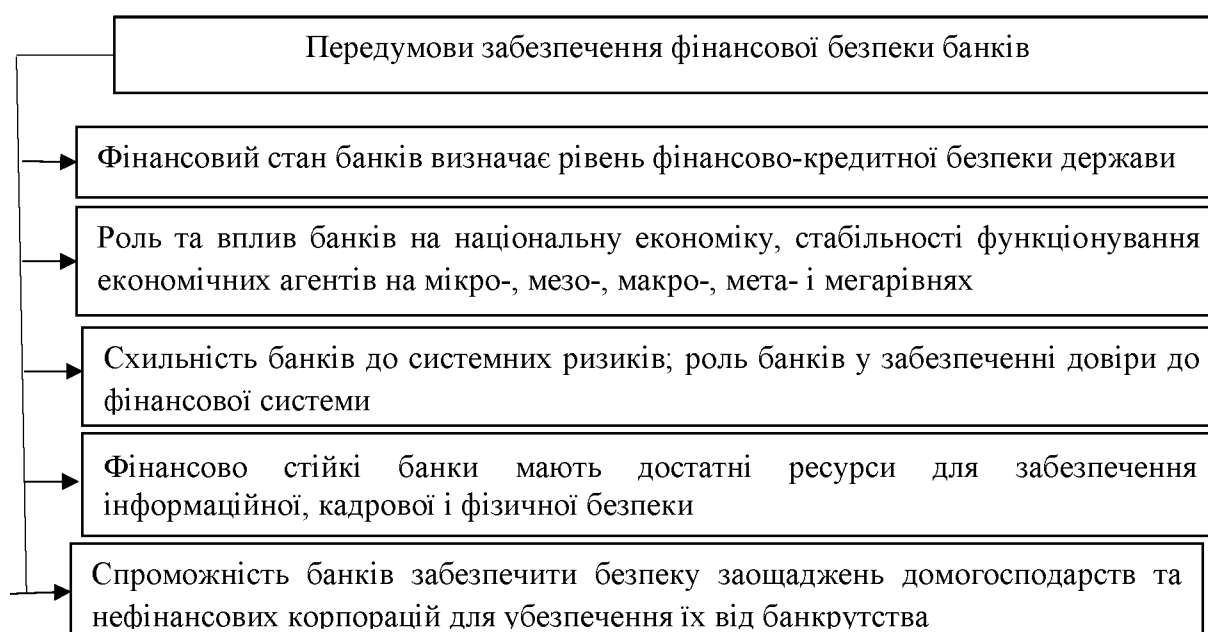 Передумови забезпечення фінансової безпеки банків
Фінансовий стан банків визначає рівень фінансово-кредитної безпеки держави
Роль та вплив банків на національну економіку, стабільності функціонування
економічних агентів на мікро-, мезо-, макро-, мета- і мегарівнях
Схильність банків до системних ризиків; роль банків у забезпеченні довіри до
фінансової системи
Фінансово стійкі банки мають достатні ресурси для забезпечення
інформаційної, кадрової і фізичної безпеки
Спроможність банків забезпечити безпеку заощаджень домогосподарств та
нефінансових корпорацій для убезпечення їх від банкрутства